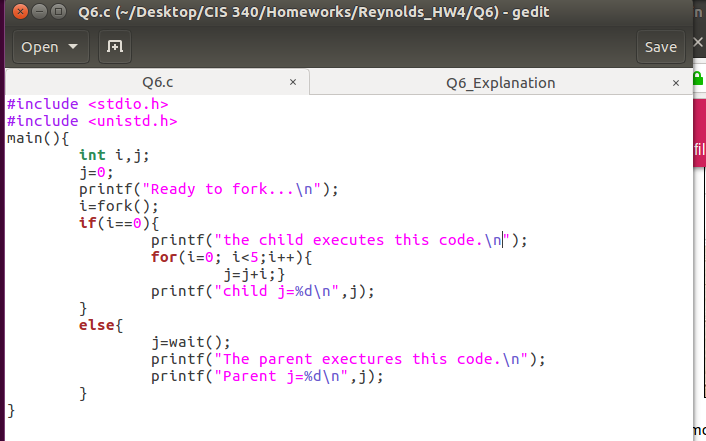 Q6.c (~/Desktop/CIS 340/Homeworks/Reynolds_HW4/Q6) - gedit
Open Save
Q6.c × Q6_Explanation ×
#include <stdio.h>
#include <unistd.h>
main(){
int i,j;
j=0;
printf("Ready to fork...\n");
i=fork();
if(i==0){
printf("the child executes this code.\n");
for(i=0; i<5;i++){
j=j+i;}
printf("child j=%d\n",j);
}
else{
j=wait();
printf("The parent exectures this code.\n");
printf("Parent j=%d\n",j);
}
}